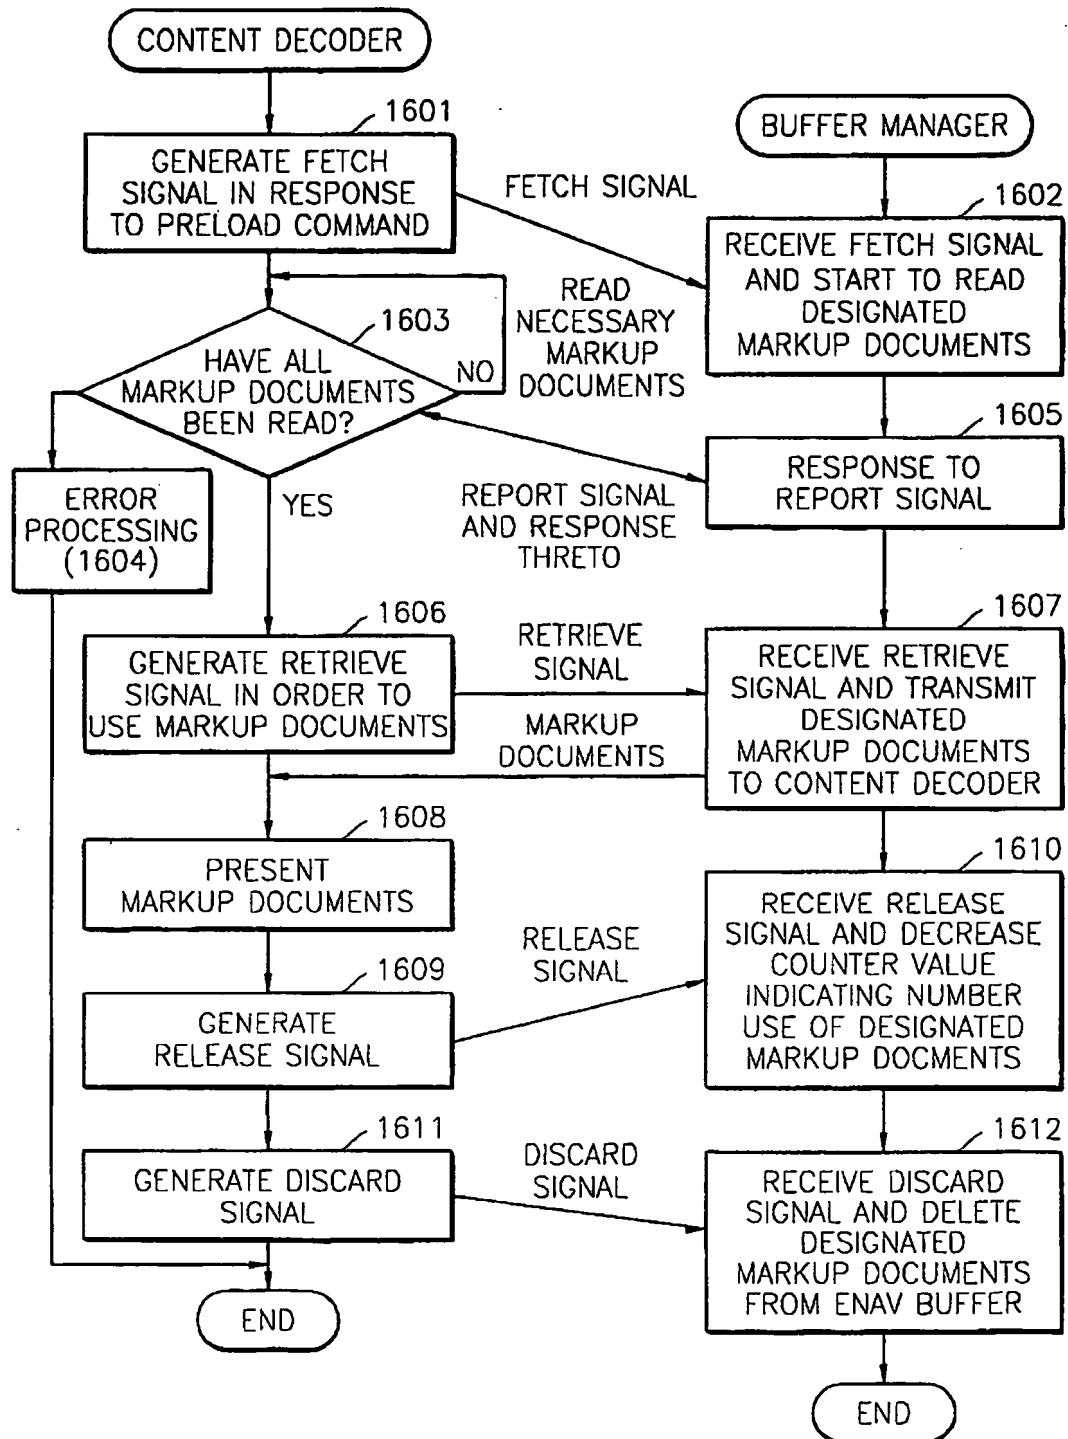 CONTENT DECODER
1601
GENERATE FETCH
SIGNAL IN RESPONSE
TO PRELOAD COMMAND
FETCH SIGNAL
BUFFER MANAGER
1602
RECEIVE FETCH SIGNAL
AND START TO READ
DESIGNATED
MARKUP DOCUMENTS
READ
NECESSARY
MARKUP
DOCUMENTS
1603
HAVE ALL
MARKUP DOCUMENTS
BEEN READ?
NO
YES
ERROR
PROCESSING
(1604)
1605
RESPONSE TO
REPORT SIGNAL
REPORT SIGNAL
AND RESPONSE
THRETO
1606
GENERATE RETRIEVE
SIGNAL IN ORDER TO
USE MARKUP DOCUMENTS
RETRIEVE
SIGNAL
MARKUP
DOCUMENTS
1607
RECEIVE RETRIEVE
SIGNAL AND TRANSMIT
DESIGNATED
MARKUP DOCUMENTS
TO CONTENT DECODER
1608
PRESENT
MARKUP DOCUMENTS
1609
GENERATE
RELEASE SIGNAL
RELEASE
SIGNAL
1610
RECEIVE RELEASE
SIGNAL AND DECREASE
COUNTER VALUE
INDICATING NUMBER
USE OF DESIGNATED
MARKUP DOCMENTS
1611
GENERATE DISCARD
SIGNAL
DISCARD
SIGNAL
1612
RECEIVE DISCARD
SIGNAL AND DELETE
DESIGNATED
MARKUP DOCUMENTS
FROM ENAV BUFFER
END
END